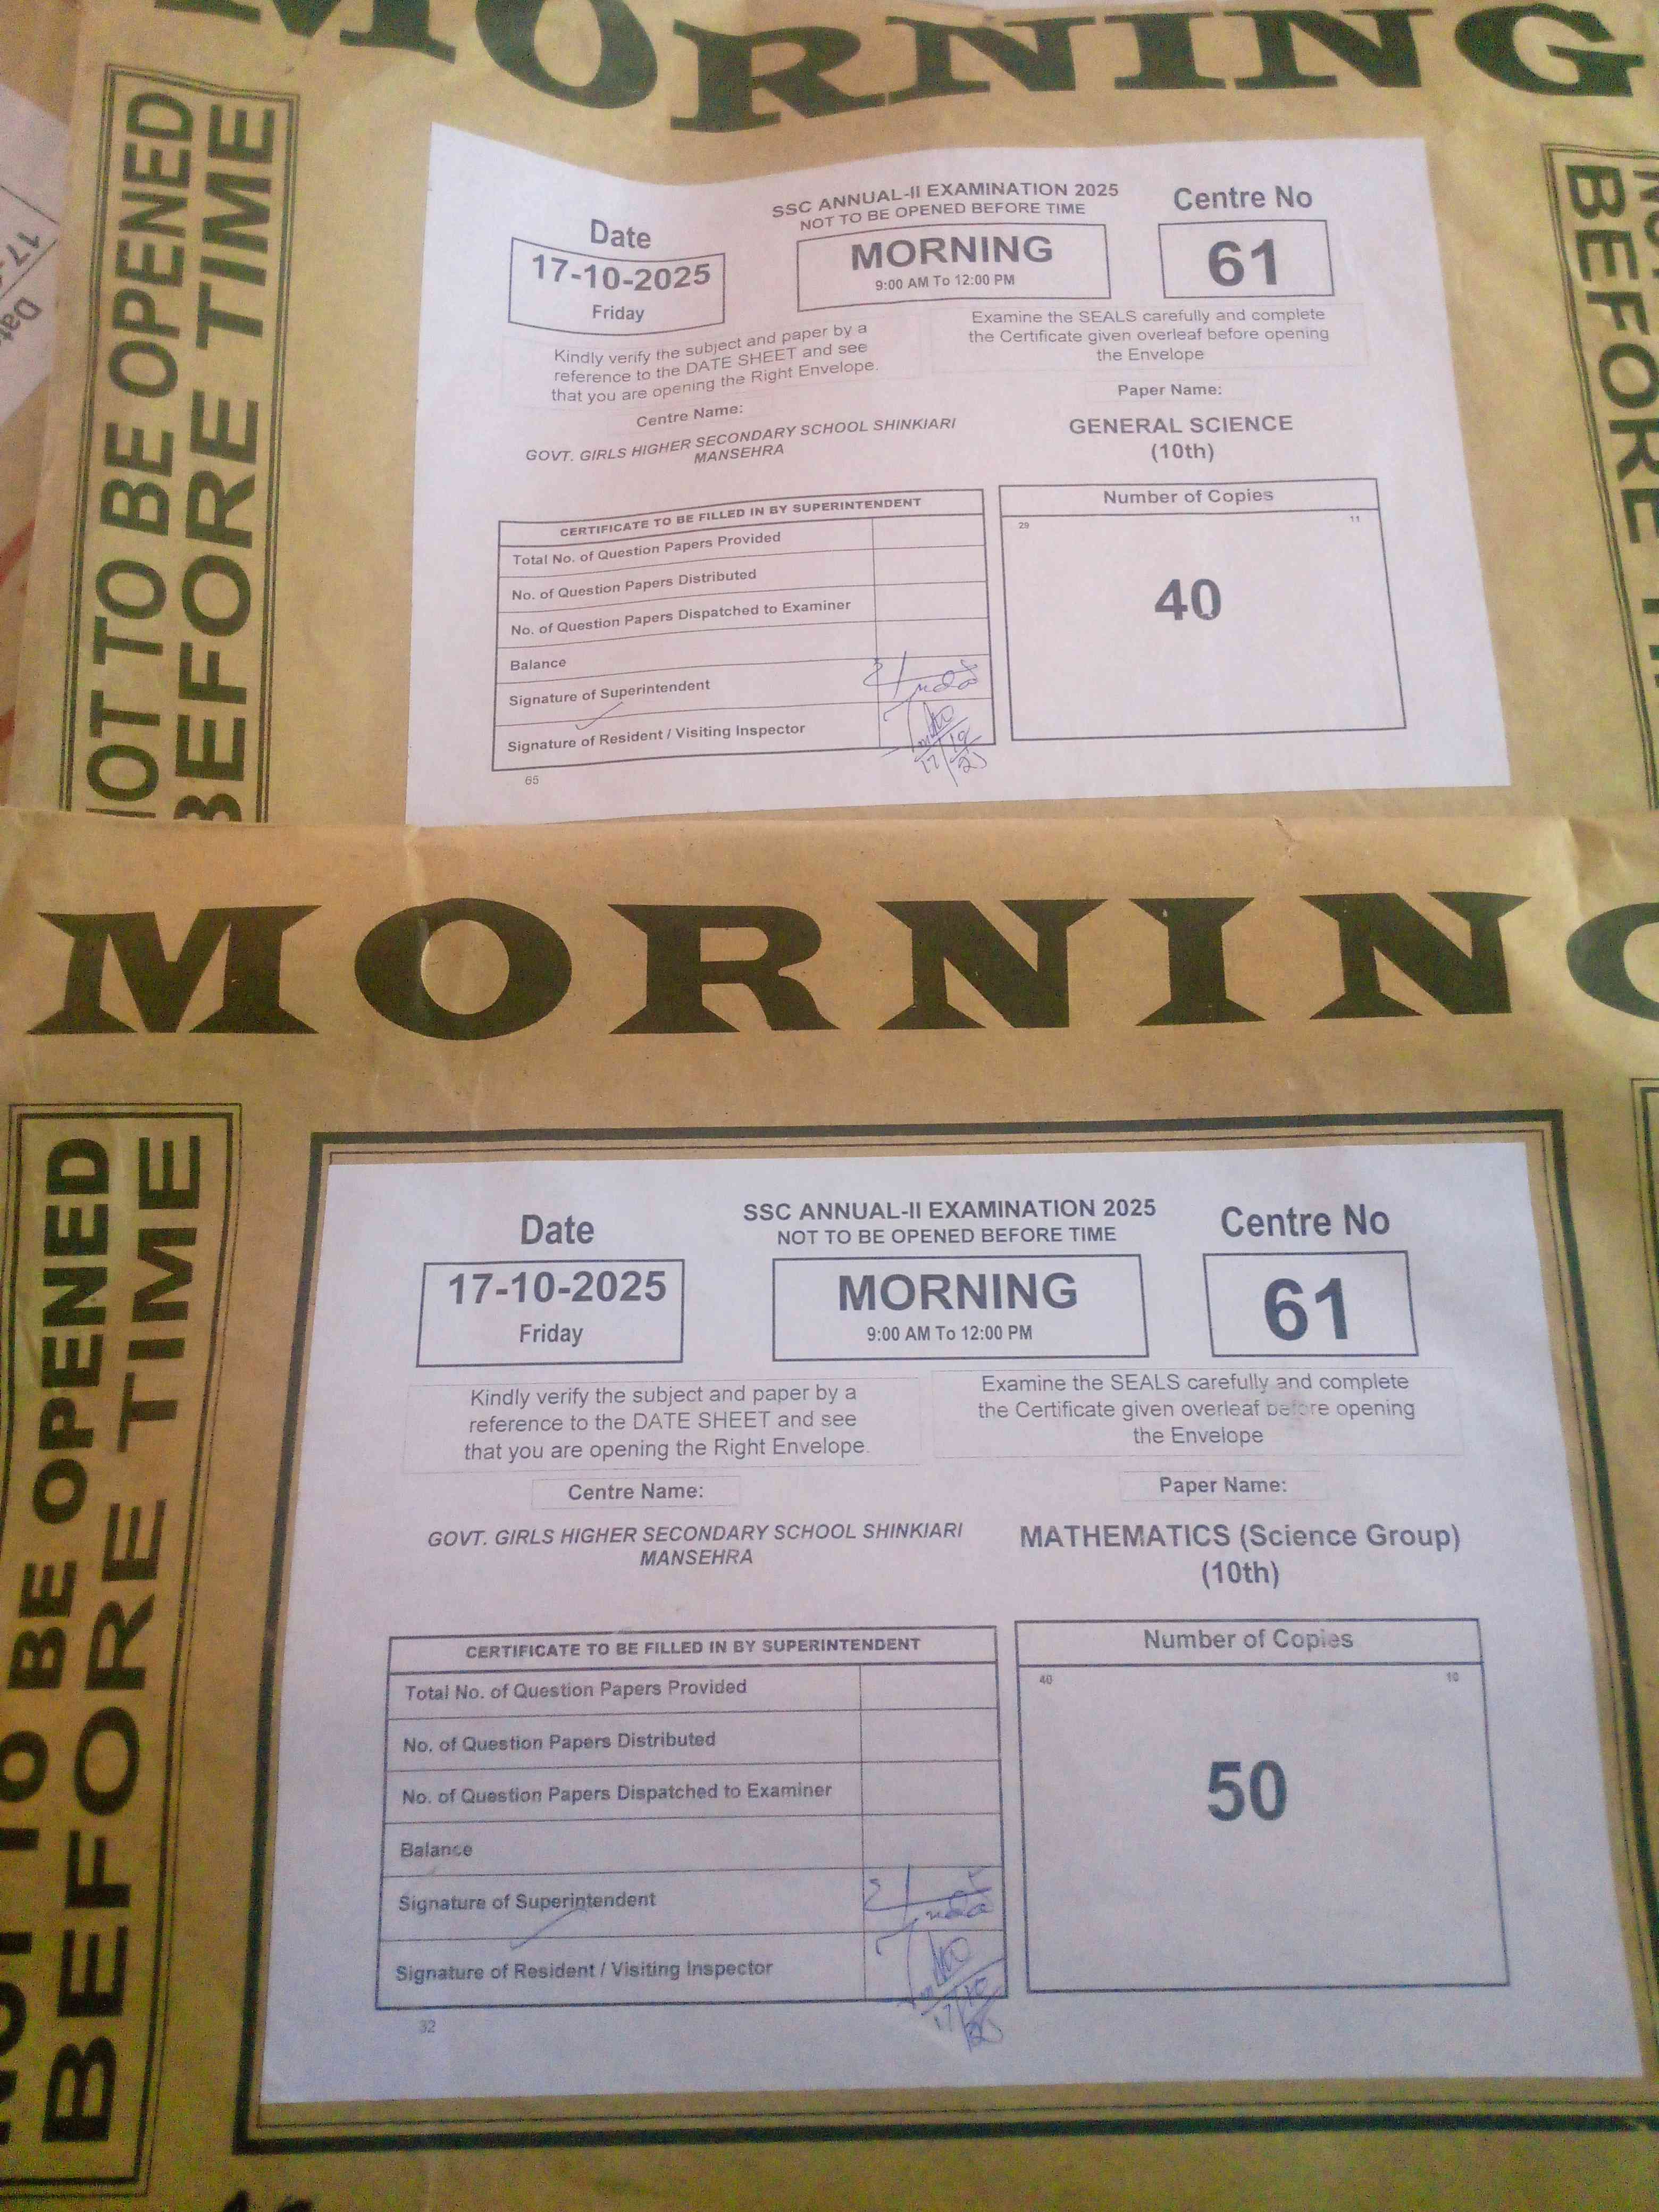 MORNING
NOT TO BE OPENED
BEFORE TIME
BEFORE
SSC ANNUAL-II EXAMINATION 2025
NOT TO BE OPENED BEFORE TIME
Date
17-10-2025
Friday
MORNING
9:00 AM To 12:00 PM
Centre No
61
Kindly verify the subject and paper by a
reference to the DATE SHEET and see
that you are opening the Right Envelope.
Examine the SEALS carefully and complete
the Certificate given overleaf before opening
the Envelope
Centre Name:
GOVT. GIRLS HIGHER SECONDARY SCHOOL SHINKIARI
MANSEHRA
Paper Name:
GENERAL SCIENCE
(10th)
CERTIFICATE TO BE FILLED IN BY SUPERINTENDENT
Total No. of Question Papers Provided
No. of Question Papers Distributed
No. of Question Papers Dispatched to Examiner
Balance
Signature of Superintendent
Signature of Resident / Visiting Inspector
17/10/25
65
Number of Copies
29 11
40
MORNING
NOT TO BE OPENED
BEFORE TIME
SSC ANNUAL-II EXAMINATION 2025
NOT TO BE OPENED BEFORE TIME
Date
17-10-2025
Friday
MORNING
9:00 AM To 12:00 PM
Centre No
61
Kindly verify the subject and paper by a
reference to the DATE SHEET and see
that you are opening the Right Envelope.
Examine the SEALS carefully and complete
the Certificate given overleaf before opening
the Envelope
Centre Name:
GOVT. GIRLS HIGHER SECONDARY SCHOOL SHINKIARI
MANSEHRA
Paper Name:
MATHEMATICS (Science Group)
(10th)
CERTIFICATE TO BE FILLED IN BY SUPERINTENDENT
Total No. of Question Papers Provided
No. of Question Papers Distributed
No. of Question Papers Dispatched to Examiner
Balance
Signature of Superintendent
Signature of Resident / Visiting Inspector
17/10/25
32
Number of Copies
40 10
50